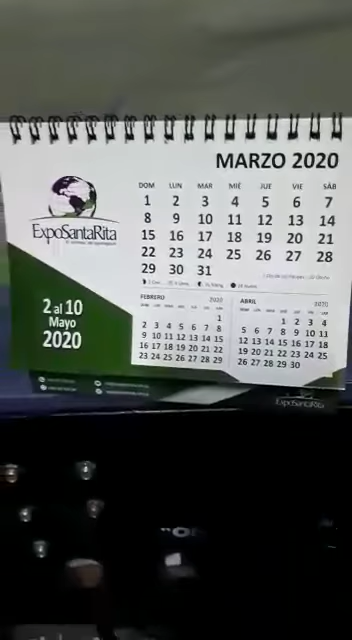 MARZO 2020
DOM LUN MAR MIÉ JUE VIE SÁB
1 2 3 4 5 6 7
8 9 10 11 12 13 14
15 16 17 18 19 20 21
22 23 24 25 26 27 28
29 30 31
ExpoSantaRita
2 al 10
Mayo
2020
FEBRERO 2020
1
2 3 4 5 6 7 8
9 10 11 12 13 14 15
16 17 18 19 20 21 22
23 24 25 26 27 28 29
ABRIL 2020
1 2 3 4
5 6 7 8 9 10 11
12 13 14 15 16 17 18
19 20 21 22 23 24 25
26 27 28 29 30
ExpoSantaRita